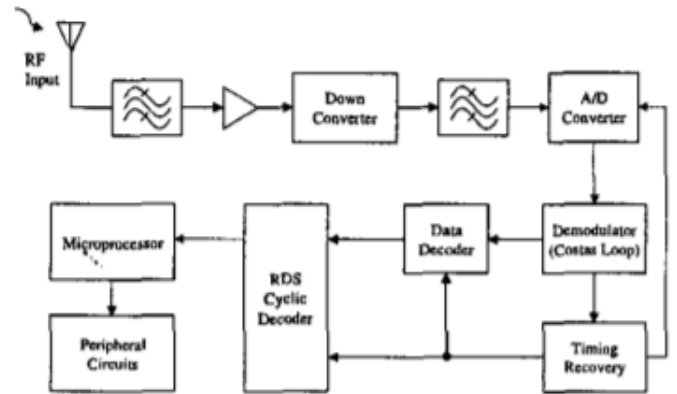 RF
Input
Down
Converter
A/D
Converter
Microprocessor
RDS
Cyclic
Decoder
Data
Decoder
Demodulator
(Costas Loop)
Peripheral
Circuits
Timing
Recovery